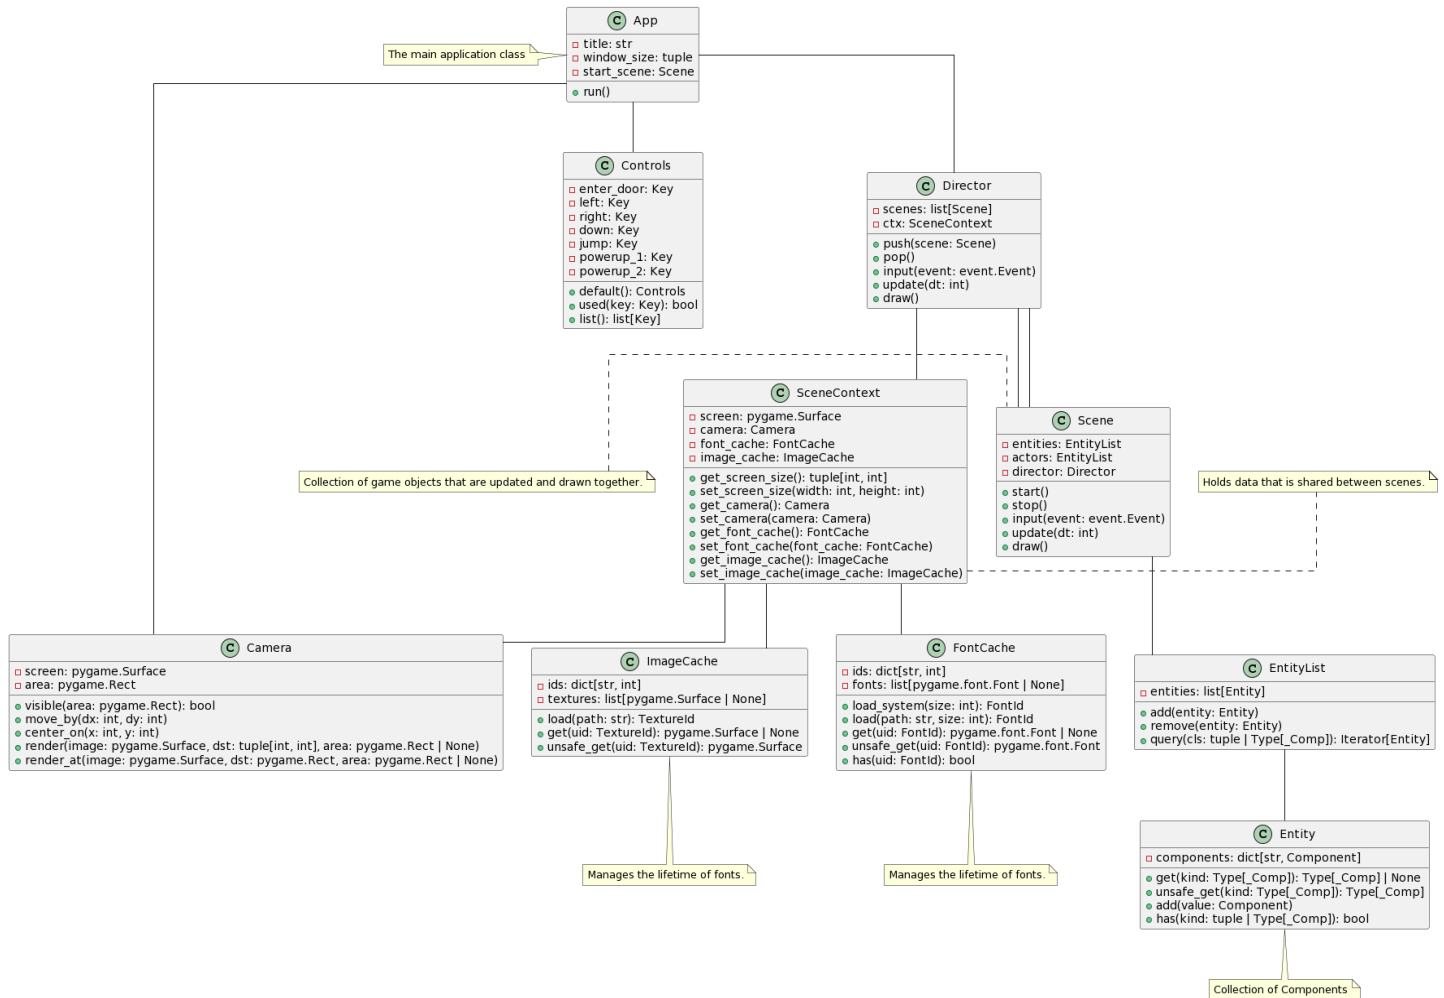 C App
The main application class
title: str
window_size: tuple
start_scene: Scene
run()
C Controls
enter_door: Key
left: Key
right: Key
down: Key
jump: Key
powerup_1: Key
powerup_2: Key
default(): Controls
used(key: Key): bool
list(): list[Key]
C Director
scenes: list[Scene]
ctx: SceneContext
push(scene: Scene)
pop()
input(event: event.Event)
update(dt: int)
draw()
C SceneContext
screen: pygame.Surface
camera: Camera
font_cache: FontCache
image_cache: ImageCache
get_screen_size(): tuple[int, int]
set_screen_size(width: int, height: int)
get_camera(): Camera
set_camera(camera: Camera)
get_font_cache(): FontCache
set_font_cache(font_cache: FontCache)
get_image_cache(): ImageCache
set_image_cache(image_cache: ImageCache)
C Scene
entities: EntityList
actors: EntityList
director: Director
start()
stop()
input(event: event.Event)
update(dt: int)
draw()
Collection of game objects that are updated and drawn together.
Holds data that is shared between scenes.
C Camera
screen: pygame.Surface
area: pygame.Rect
visible(area: pygame.Rect): bool
move_by(dx: int, dy: int)
center_on(x: int, y: int)
render(image: pygame.Surface, dst: tuple[int, int], area: pygame.Rect | None)
render_at(image: pygame.Surface, dst: pygame.Rect, area: pygame.Rect | None)
C ImageCache
ids: dict[str, int]
textures: list[pygame.Surface | None]
load(path: str): TextureId
get(uid: TextureId): pygame.Surface | None
unsafe_get(uid: TextureId): pygame.Surface
C FontCache
ids: dict[str, int]
fonts: list[pygame.font.Font | None]
load_system(size: int): FontId
load(path: str, size: int): FontId
get(uid: FontId): pygame.font.Font | None
unsafe_get(uid: FontId): pygame.font.Font
has(uid: FontId): bool
C EntityList
entities: list[Entity]
add(entity: Entity)
remove(entity: Entity)
query(cls: tuple | Type[_Comp]): Iterator[Entity]
Manages the lifetime of fonts.
Manages the lifetime of fonts.
C Entity
components: dict[str, Component]
get(kind: Type[_Comp]): Type[_Comp] | None
unsafe_get(kind: Type[_Comp]): Type[_Comp]
add(value: Component)
has(kind: tuple | Type[_Comp]): bool
Collection of Components